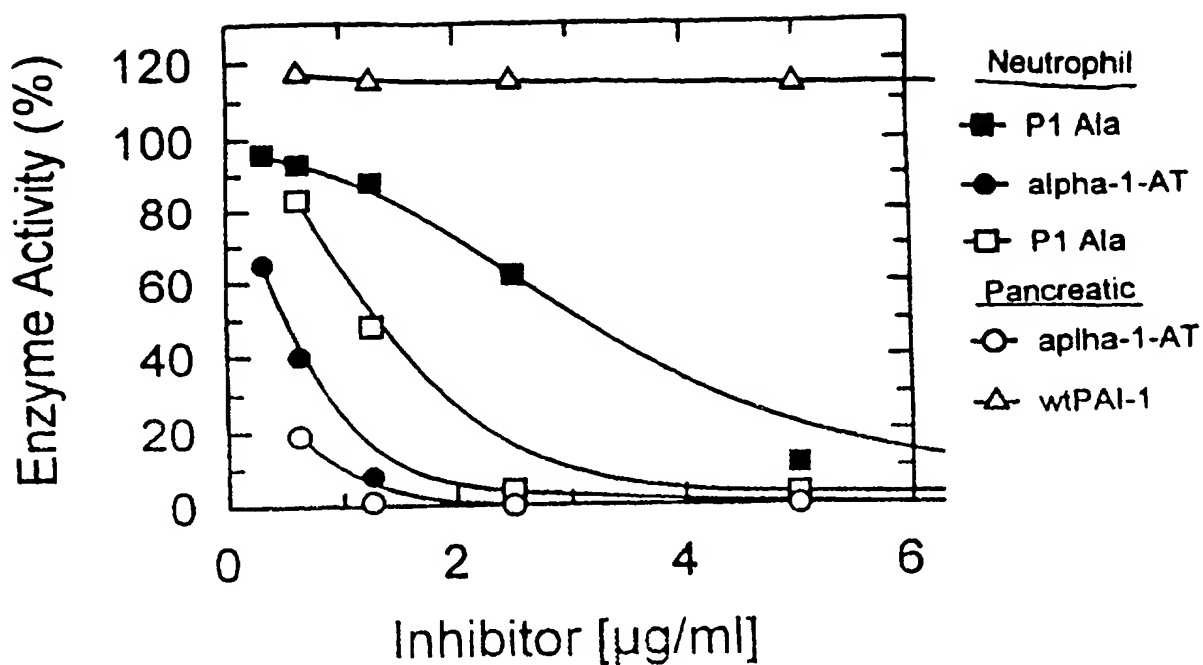 Enzyme Activity (%)
120
100
80
60
40
20
0
0 2 4 6
Inhibitor [µg/ml]
Neutrophil
P1 Ala
alpha-1-AT
P1 Ala
Pancreatic
aplha-1-AT
wtPAI-1